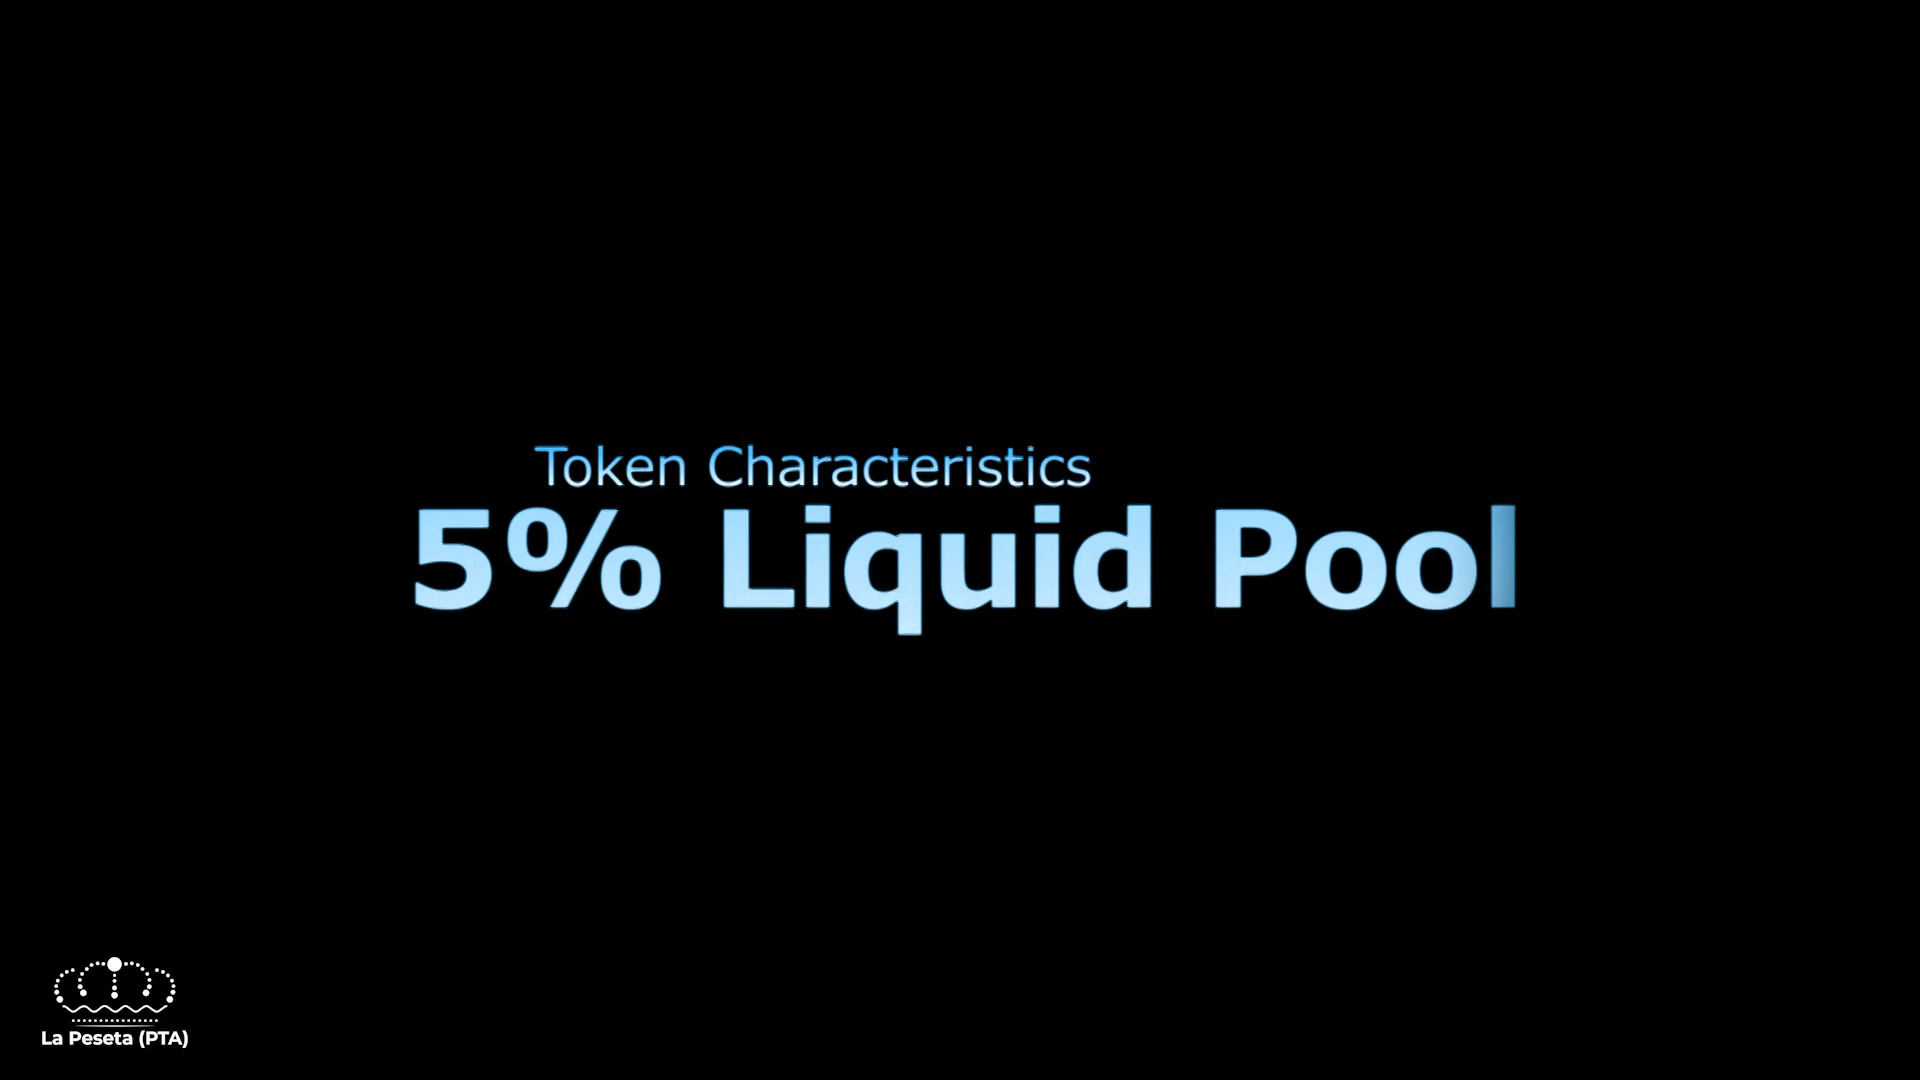 Token Characteristics
5% Liquid Pool
La Peseta (PTA)